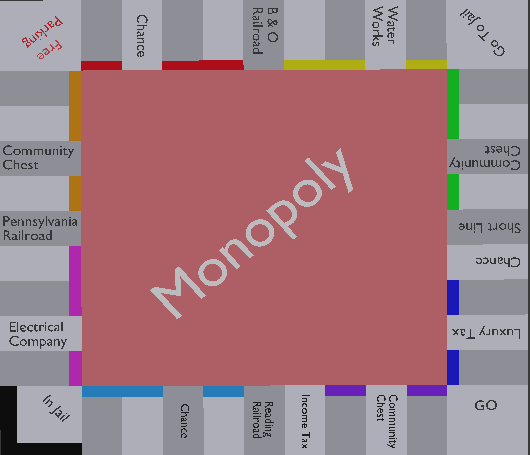 Free
Parking
Chance
B & O
Railroad
Water
Works
Go To Jail
Community
Chest
Community
Chest
Pennsylvania
Railroad
Short Line
Chance
Monopoly
Electrical
Company
Luxury Tax
In Jail
Chance
Reading
Railroad
Income Tax
Community
Chest
GO